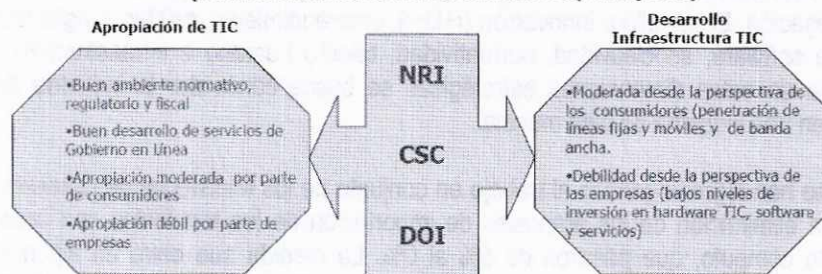 Apropiación de TIC
•Buen ambiente normativo,
regulatorio y fiscal
•Buen desarrollo de servicios de
Gobierno en Línea
•Apropiación moderada por parte
de consumidores
•Apropiación débil por parte de
empresas
NRI
CSC
DOI
Desarrollo
Infraestructura TIC
•Moderada desde la perspectiva de
los consumidores (penetración de
líneas fijas y móviles y de banda
ancha.
•Debilidad desde la perspectiva de
las empresas (bajos niveles de
inversión en hardware TIC, software
y servicios)